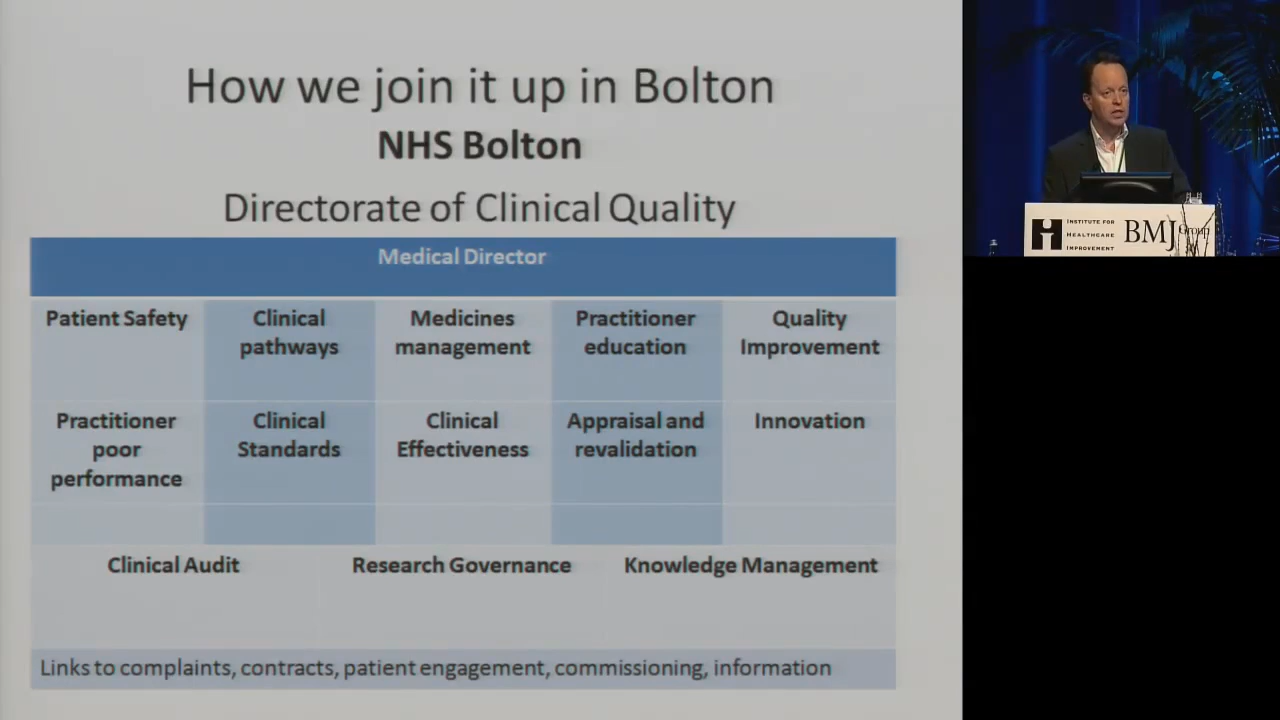 How we join it up in Bolton
NHS Bolton
Directorate of Clinical Quality
Medical Director
Patient Safety
Clinical
pathways
Medicines
management
Practitioner
education
Quality
Improvement
Practitioner
poor
performance
Clinical
Standards
Clinical
Effectiveness
Appraisal and
revalidation
Innovation
Clinical Audit
Research Governance
Knowledge Management
Links to complaints, contracts, patient engagement, commissioning, information
INSTITUTE FOR
HEALTHCARE
IMPROVEMENT
BMJ Group